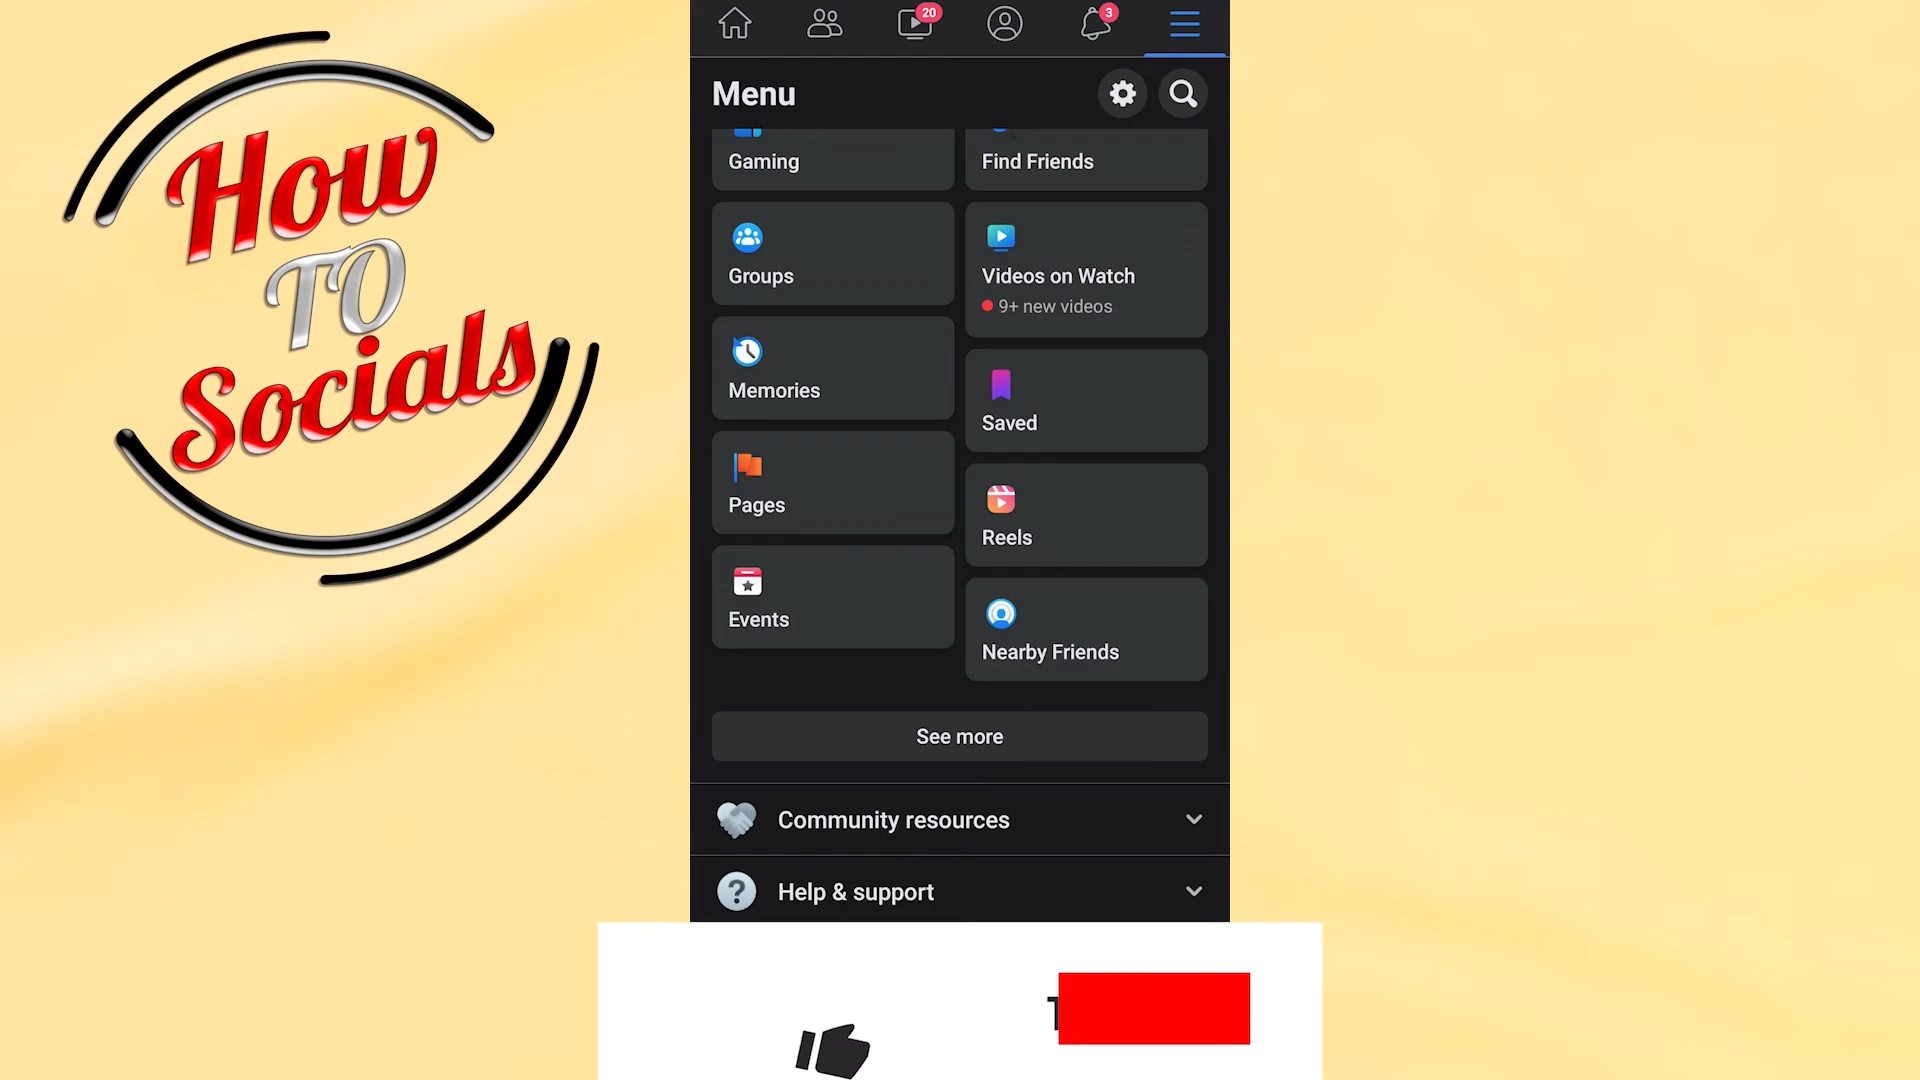 How
TO
Socials
20
3
Menu
Gaming
Find Friends
Groups
Videos on Watch
9+ new videos
Memories
Saved
Pages
Reels
Events
Nearby Friends
See more
Community resources
Help & support